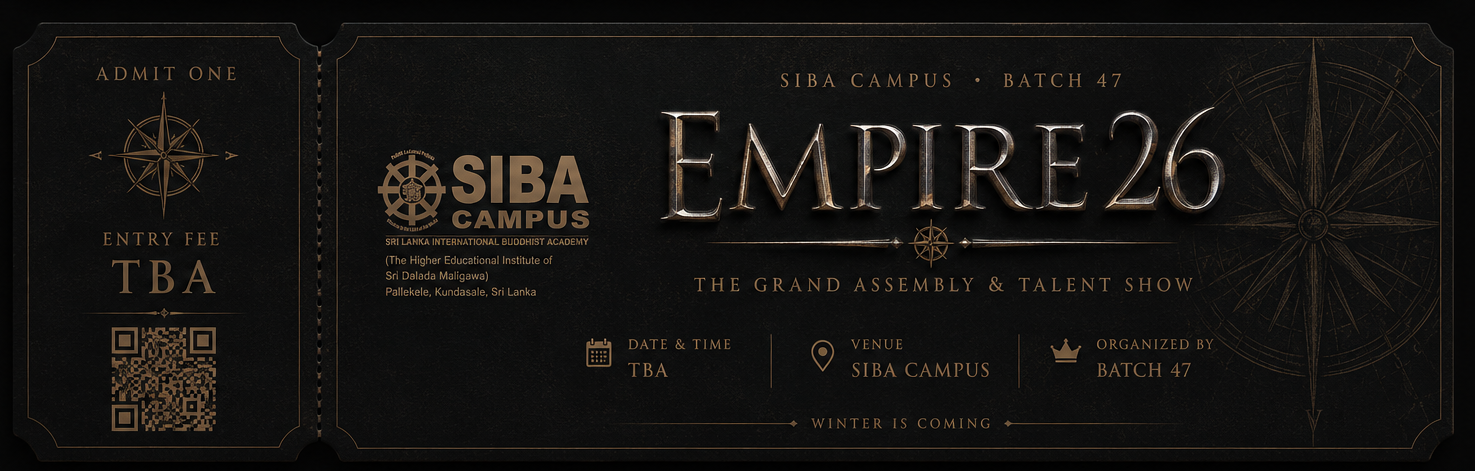 ADMIT ONE
ENTRY FEE
TBA
SIBA
CAMPUS
SRI LANKA INTERNATIONAL BUDDHIST ACADEMY
(The Higher Educational Institute of
Sri Dalada Maligawa)
Pallekele, Kundasale, Sri Lanka
SIBA CAMPUS • BATCH 47
EMPIRE26
THE GRAND ASSEMBLY & TALENT SHOW
DATE & TIME
TBA
VENUE
SIBA CAMPUS
ORGANIZED BY
BATCH 47
WINTER IS COMING